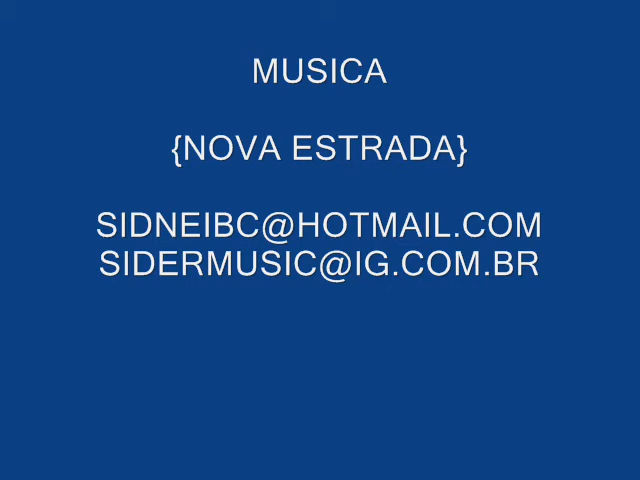 MUSICA
{NOVA ESTRADA}
SIDNEIBC@HOTMAIL.COM
SIDERMUSIC@IG.COM.BR